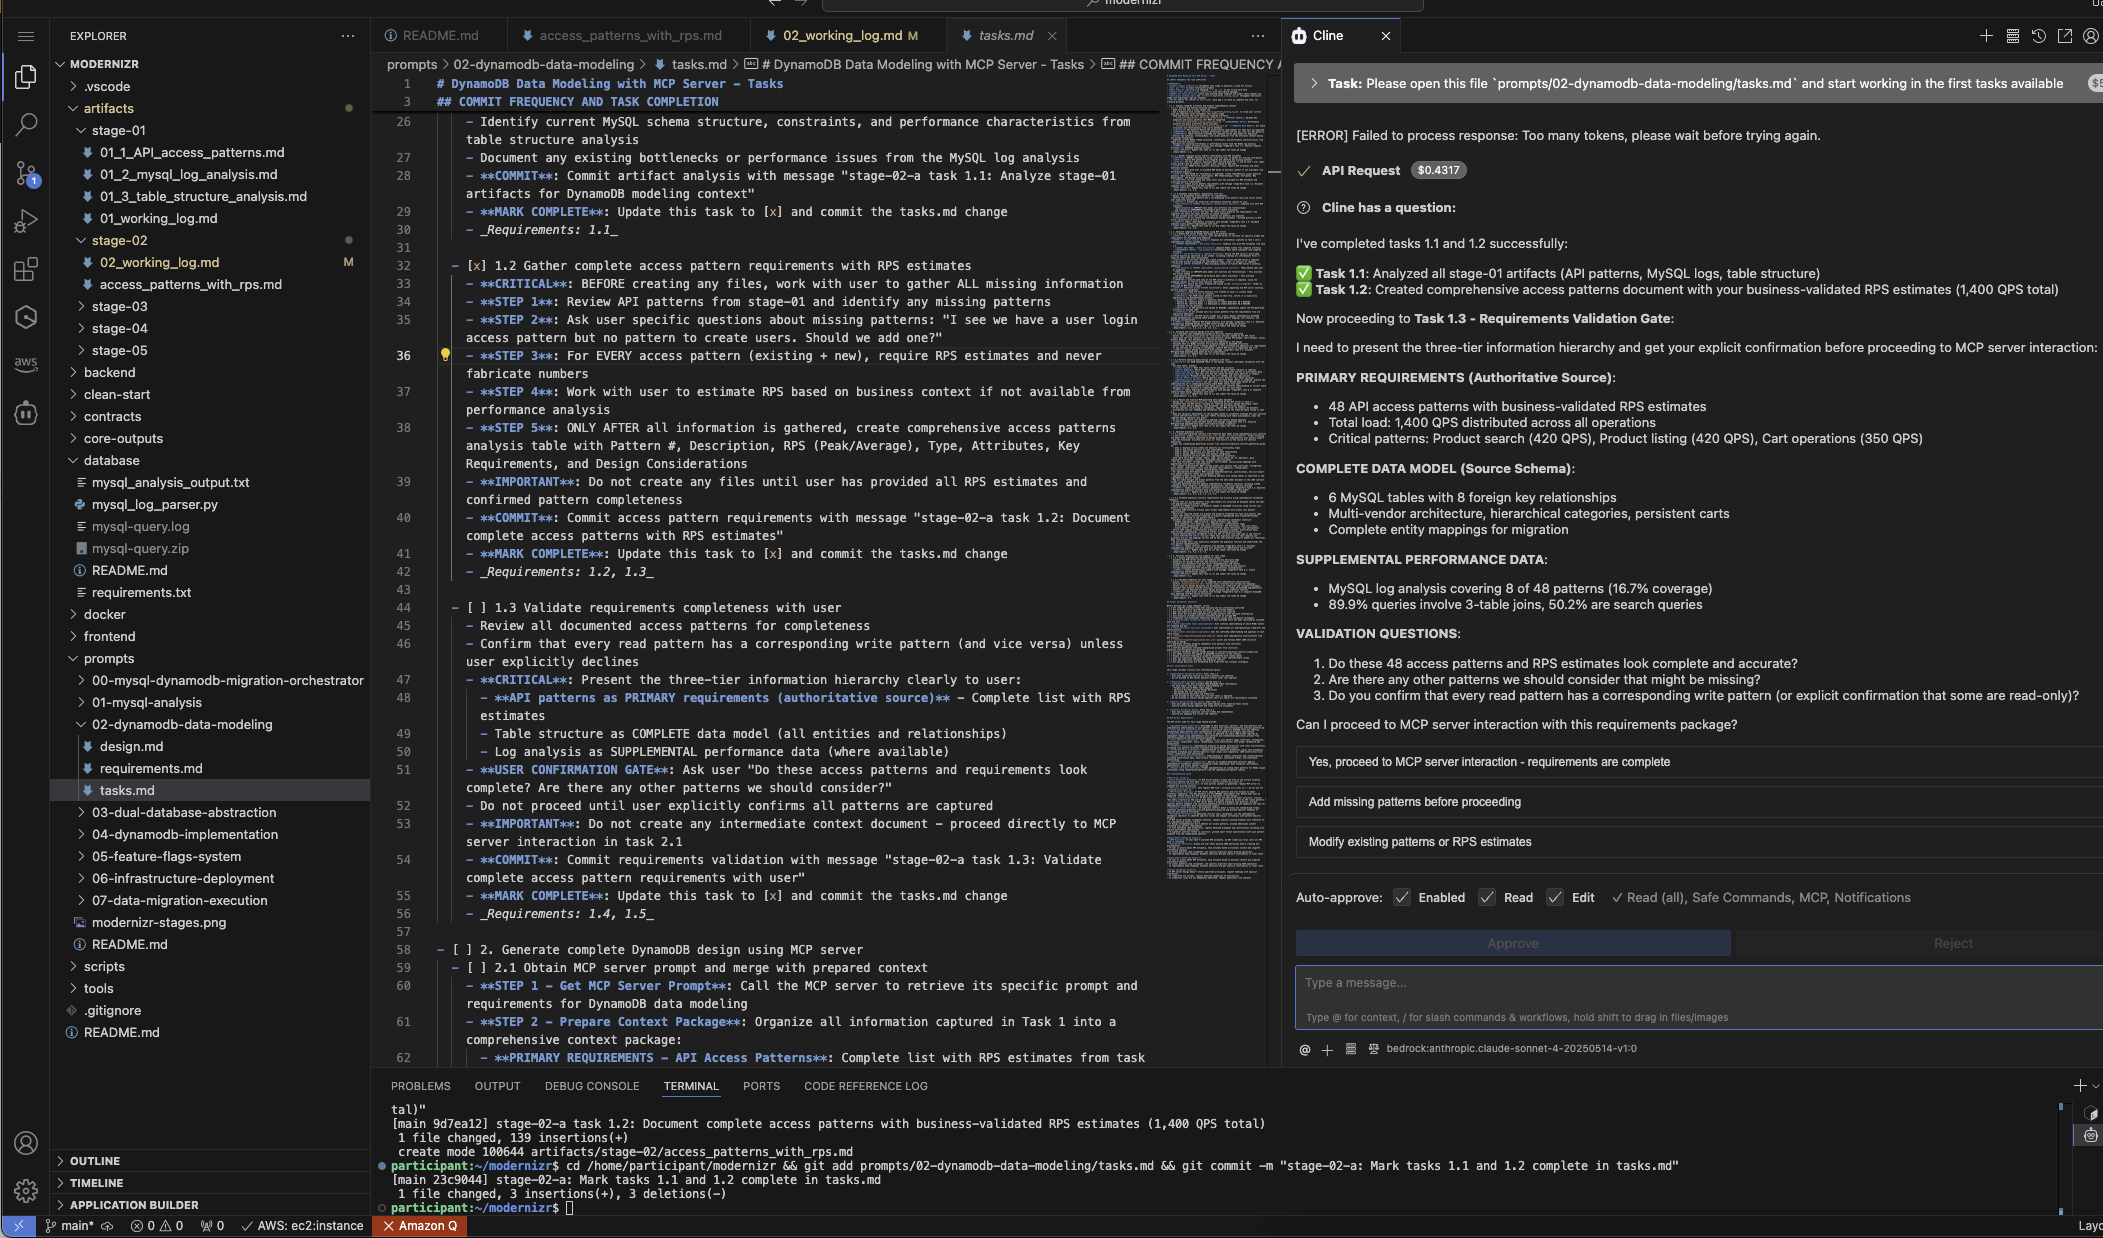 modernizr
EXPLORER
MODERNIZR
.vscode
artifacts
stage-01
01_1_API_access_patterns.md
01_2_mysql_log_analysis.md
01_3_table_structure_analysis.md
01_working_log.md
stage-02
02_working_log.md M
access_patterns_with_rps.md
stage-03
stage-04
stage-05
backend
clean-start
contracts
core-outputs
database
mysql_analysis_output.txt
mysql_log_parser.py
mysql-query.log
mysql-query.zip
README.md
requirements.txt
docker
frontend
prompts
00-mysql-dynamodb-migration-orchestrator
01-mysql-analysis
02-dynamodb-data-modeling
design.md
requirements.md
tasks.md
03-dual-database-abstraction
04-dynamodb-implementation
05-feature-flags-system
06-infrastructure-deployment
07-data-migration-execution
modernizr-stages.png
README.md
scripts
tools
.gitignore
README.md
OUTLINE
TIMELINE
APPLICATION BUILDER
README.md access_patterns_with_rps.md 02_working_log.md M tasks.md
prompts > 02-dynamodb-data-modeling > tasks.md > # DynamoDB Data Modeling with MCP Server - Tasks > ## COMMIT FREQUENCY A
1 # DynamoDB Data Modeling with MCP Server - Tasks
3 ## COMMIT FREQUENCY AND TASK COMPLETION
26 - Identify current MySQL schema structure, constraints, and performance characteristics from
table structure analysis
27 - Document any existing bottlenecks or performance issues from the MySQL log analysis
28 - **COMMIT**: Commit artifact analysis with message "stage-02-a task 1.1: Analyze stage-01
artifacts for DynamoDB modeling context"
29 - **MARK COMPLETE**: Update this task to [x] and commit the tasks.md change
30 - _Requirements: 1.1_
31
32 - [x] 1.2 Gather complete access pattern requirements with RPS estimates
33 - **CRITICAL**: BEFORE creating any files, work with user to gather ALL missing information
34 - **STEP 1**: Review API patterns from stage-01 and identify any missing patterns
35 - **STEP 2**: Ask user specific questions about missing patterns: "I see we have a user login
access pattern but no pattern to create users. Should we add one?"
36 - **STEP 3**: For EVERY access pattern (existing + new), require RPS estimates and never
fabricate numbers
37 - **STEP 4**: Work with user to estimate RPS based on business context if not available from
performance analysis
38 - **STEP 5**: ONLY AFTER all information is gathered, create comprehensive access patterns
analysis table with Pattern #, Description, RPS (Peak/Average), Type, Attributes, Key
Requirements, and Design Considerations
39 - **IMPORTANT**: Do not create any files until user has provided all RPS estimates and
confirmed pattern completeness
40 - **COMMIT**: Commit access pattern requirements with message "stage-02-a task 1.2: Document
complete access patterns with RPS estimates"
41 - **MARK COMPLETE**: Update this task to [x] and commit the tasks.md change
42 - _Requirements: 1.2, 1.3_
43
44 - [ ] 1.3 Validate requirements completeness with user
45 - Review all documented access patterns for completeness
46 - Confirm that every read pattern has a corresponding write pattern (and vice versa) unless
user explicitly declines
47 - **CRITICAL**: Present the three-tier information hierarchy clearly to user:
48 - **API patterns as PRIMARY requirements (authoritative source)** - Complete list with RPS
estimates
49 - Table structure as COMPLETE data model (all entities and relationships)
50 - Log analysis as SUPPLEMENTAL performance data (where available)
51 - **USER CONFIRMATION GATE**: Ask user "Do these access patterns and requirements look
complete? Are there any other patterns we should consider?"
52 - Do not proceed until user explicitly confirms all patterns are captured
53 - **IMPORTANT**: Do not create any intermediate context document - proceed directly to MCP
server interaction in task 2.1
54 - **COMMIT**: Commit requirements validation with message "stage-02-a task 1.3: Validate
complete access pattern requirements with user"
55 - **MARK COMPLETE**: Update this task to [x] and commit the tasks.md change
56 - _Requirements: 1.4, 1.5_
57
58 - [ ] 2. Generate complete DynamoDB design using MCP server
59 - [ ] 2.1 Obtain MCP server prompt and merge with prepared context
60 - **STEP 1 - Get MCP Server Prompt**: Call the MCP server to retrieve its specific prompt and
requirements for DynamoDB data modeling
61 - **STEP 2 - Prepare Context Package**: Organize all information captured in Task 1 into a
comprehensive context package:
62 - **PRIMARY REQUIREMENTS - API Access Patterns**: Complete list with RPS estimates from task
Cline
Task: Please open this file `prompts/02-dynamodb-data-modeling/tasks.md` and start working in the first tasks available
[ERROR] Failed to process response: Too many tokens, please wait before trying again.
API Request $0.4317
Cline has a question:
I've completed tasks 1.1 and 1.2 successfully:
✅ Task 1.1: Analyzed all stage-01 artifacts (API patterns, MySQL logs, table structure)
✅ Task 1.2: Created comprehensive access patterns document with your business-validated RPS estimates (1,400 QPS total)
Now proceeding to Task 1.3 - Requirements Validation Gate:
I need to present the three-tier information hierarchy and get your explicit confirmation before proceeding to MCP server interaction:
PRIMARY REQUIREMENTS (Authoritative Source):
• 48 API access patterns with business-validated RPS estimates
• Total load: 1,400 QPS distributed across all operations
• Critical patterns: Product search (420 QPS), Product listing (420 QPS), Cart operations (350 QPS)
COMPLETE DATA MODEL (Source Schema):
• 6 MySQL tables with 8 foreign key relationships
• Multi-vendor architecture, hierarchical categories, persistent carts
• Complete entity mappings for migration
SUPPLEMENTAL PERFORMANCE DATA:
• MySQL log analysis covering 8 of 48 patterns (16.7% coverage)
• 89.9% queries involve 3-table joins, 50.2% are search queries
VALIDATION QUESTIONS:
1. Do these 48 access patterns and RPS estimates look complete and accurate?
2. Are there any other patterns we should consider that might be missing?
3. Do you confirm that every read pattern has a corresponding write pattern (or explicit confirmation that some are read-only)?
Can I proceed to MCP server interaction with this requirements package?
Yes, proceed to MCP server interaction - requirements are complete
Add missing patterns before proceeding
Modify existing patterns or RPS estimates
Auto-approve: Enabled Read Edit ✓ Read (all), Safe Commands, MCP, Notifications
Approve Reject
Type a message...
Type @ for context, / for slash commands & workflows, hold shift to drag in files/images
@ bedrock:anthropic.claude-sonnet-4-20250514-v1:0
PROBLEMS OUTPUT DEBUG CONSOLE TERMINAL PORTS CODE REFERENCE LOG
tal)"
[main 9d7ea12] stage-02-a task 1.2: Document complete access patterns with business-validated RPS estimates (1,400 QPS total)
1 file changed, 139 insertions(+)
create mode 100644 artifacts/stage-02/access_patterns_with_rps.md
participant:~/modernizr$ cd /home/participant/modernizr && git add prompts/02-dynamodb-data-modeling/tasks.md && git commit -m "stage-02-a: Mark tasks 1.1 and 1.2 complete in tasks.md"
[main 23c9044] stage-02-a: Mark tasks 1.1 and 1.2 complete in tasks.md
1 file changed, 3 insertions(+), 3 deletions(-)
participant:~/modernizr$
main* 0 0 0 AWS: ec2:instance Amazon Q